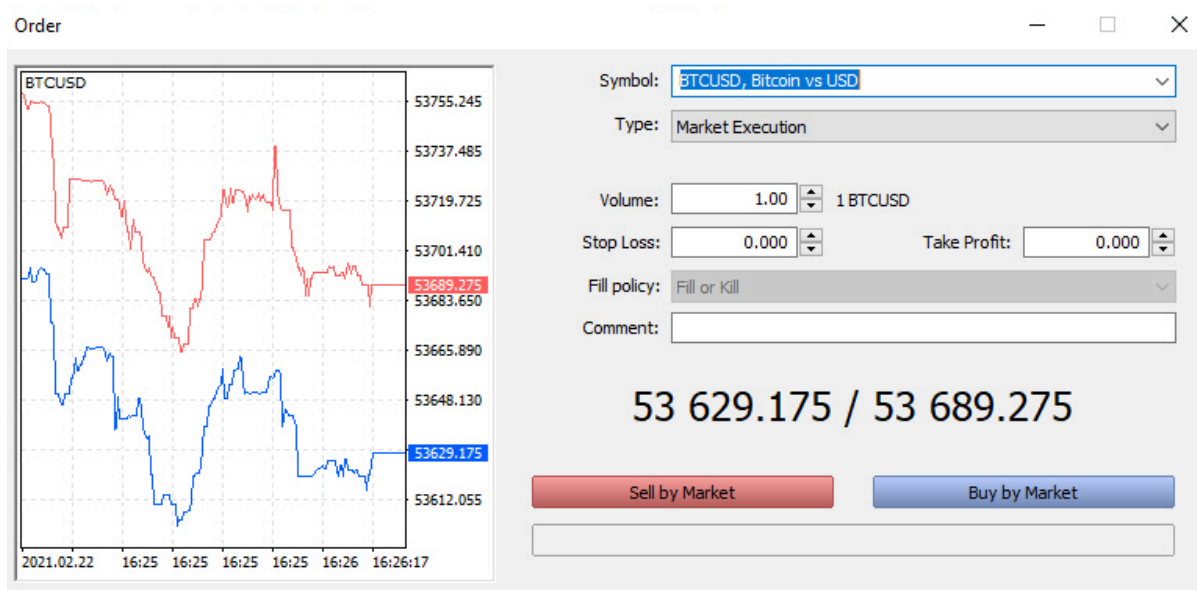 Order
BTCUSD
53755.245
53737.485
53719.725
53701.410
53689.275
53683.650
53665.890
53648.130
53629.175
53612.055
2021.02.22 16:25 16:25 16:25 16:25 16:26 16:26:17
Symbol: BTCUSD, Bitcoin vs USD
Type: Market Execution
Volume: 1.00 1 BTCUSD
Stop Loss: 0.000 Take Profit: 0.000
Fill policy: Fill or Kill
Comment:
53 629.175 / 53 689.275
Sell by Market Buy by Market